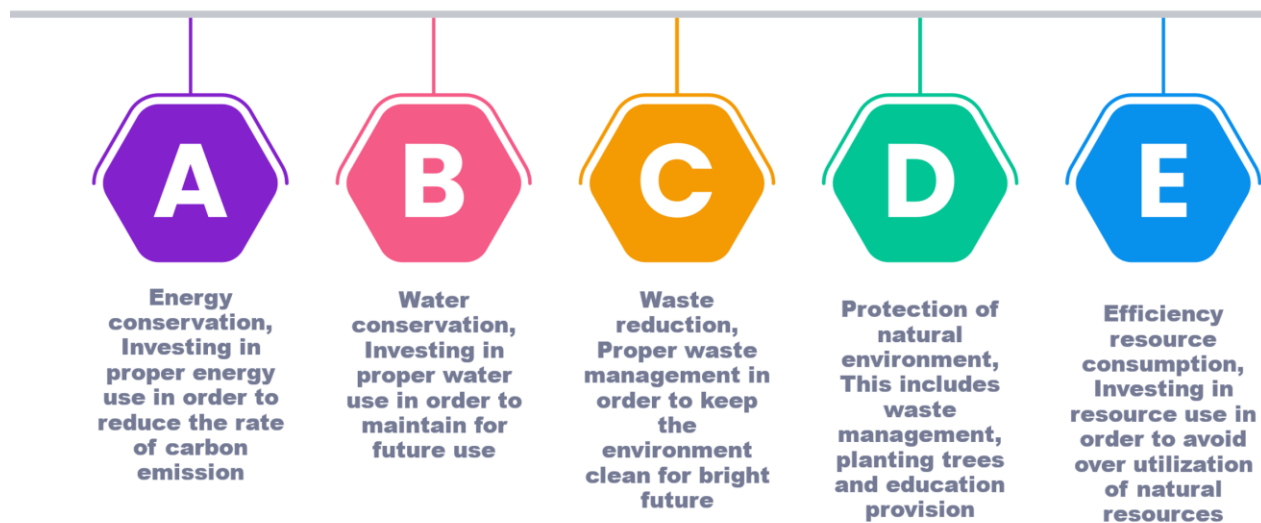 A
Energy
conservation,
Investing in
proper energy
use in order to
reduce the rate
of carbon
emission
B
Water
conservation,
Investing in
proper water
use in order to
maintain for
future use
C
Waste
reduction,
Proper waste
management in
order to keep
the
environment
clean for bright
future
D
Protection of
natural
environment,
This includes
waste
management,
planting trees
and education
provision
E
Efficiency
resource
consumption,
Investing in
resource use in
order to avoid
over utilization
of natural
resources